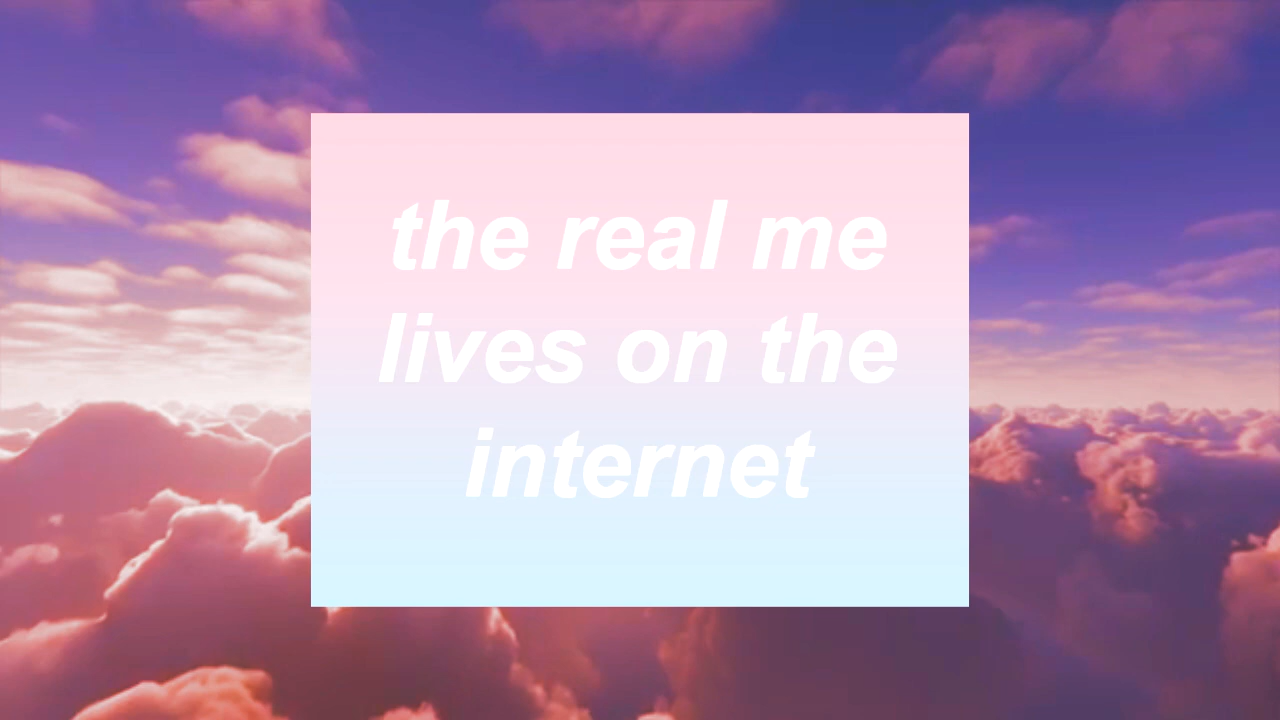 the real me
lives on the
internet